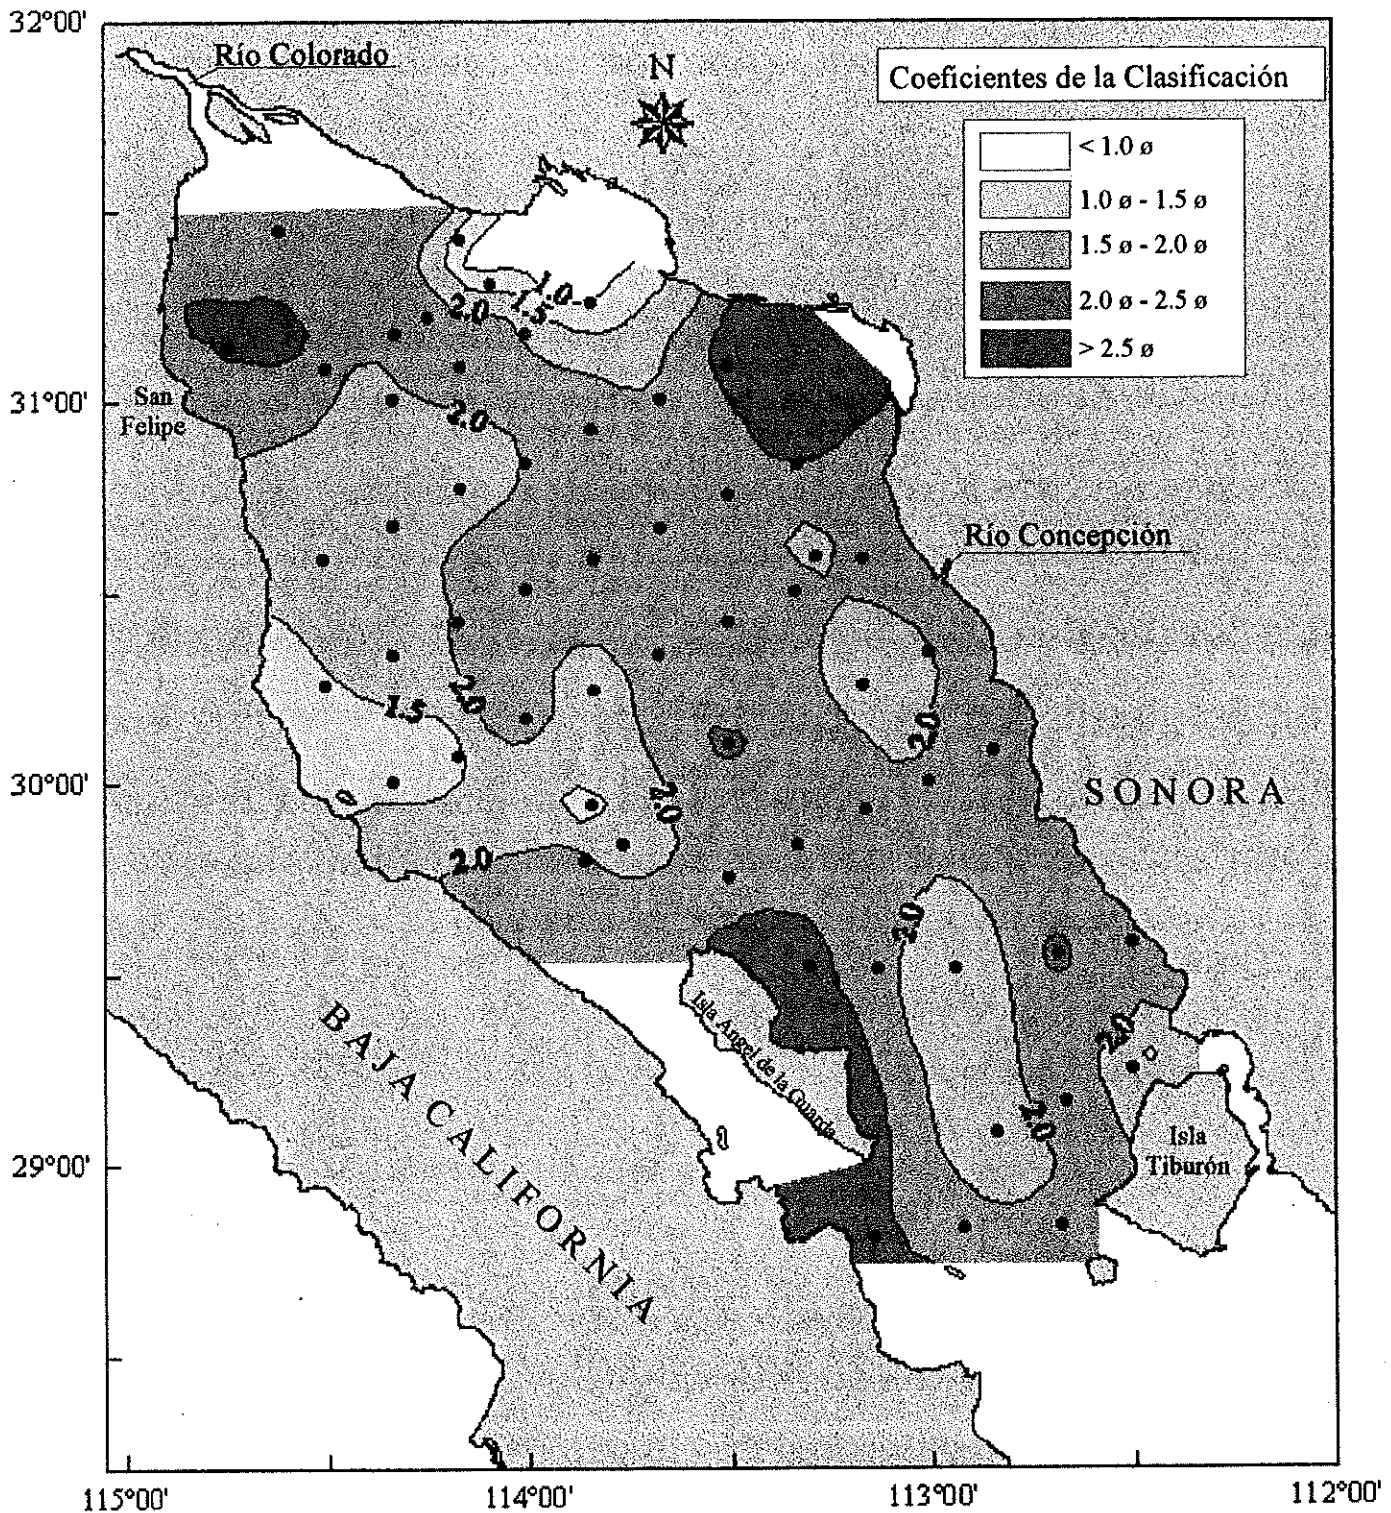 32°00'
Río Colorado
N
Coeficientes de la Clasificación
< 1.0 ø
1.0 ø - 1.5 ø
1.5 ø - 2.0 ø
2.0 ø - 2.5 ø
> 2.5 ø
1.0
1.5
2.0
31°00'
San
Felipe
2.0
Río Concepción
2.0
1.5
2.0
30°00'
2.0
SONORA
2.0
2.0
2.0
Isla Angel de la Guarda
BAJA CALIFORNIA
2.0
Isla
Tiburón
29°00'
115°00'
114°00'
113°00'
112°00'